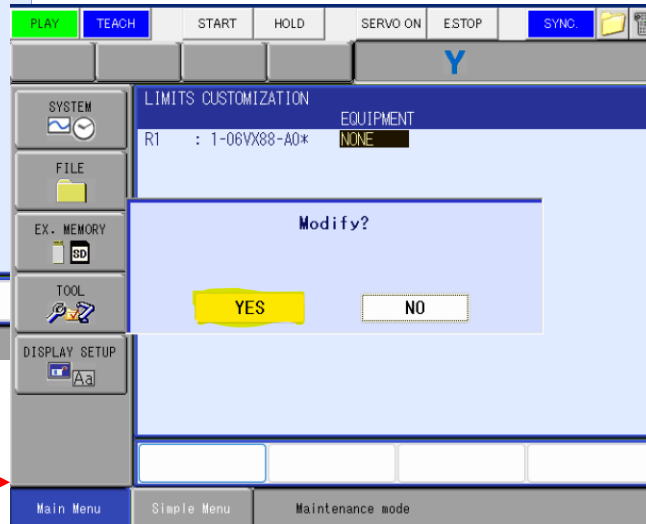 PLAY TEACH START HOLD SERVO ON E.STOP SYNC.
Y
SYSTEM
FILE
EX. MEMORY
SD
TOOL
DISPLAY SETUP
Aa
LIMITS CUSTOMIZATION
EQUIPMENT
R1 : 1-06VX88-A0* NONE
Modify?
YES NO
Main Menu Simple Menu Maintenance mode